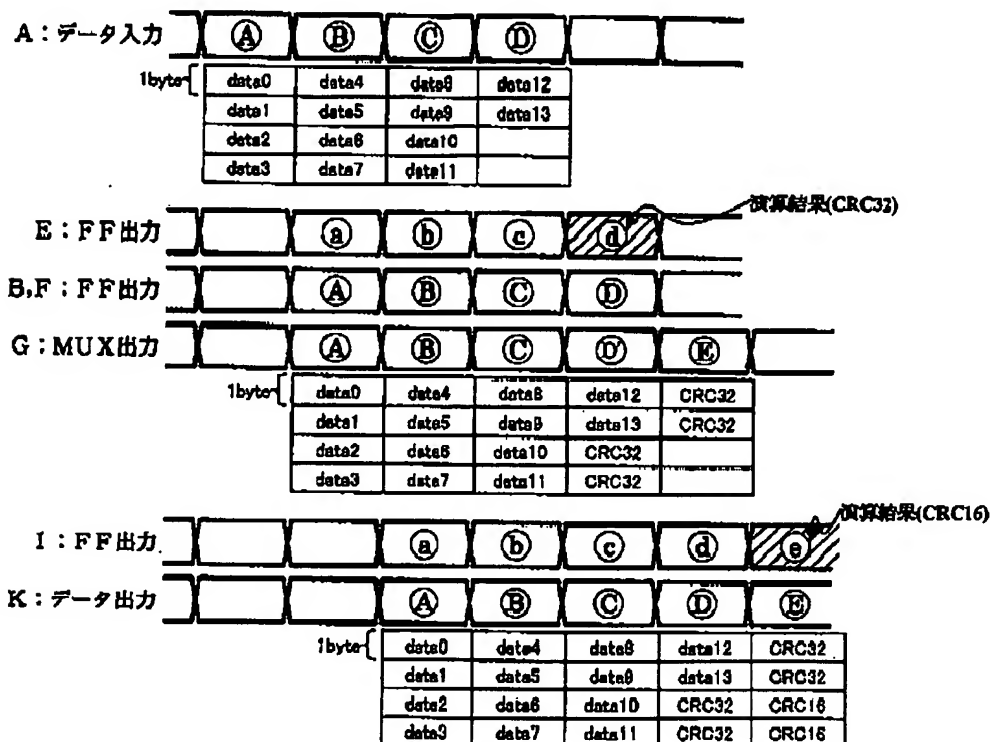 A：データ入力 Ⓐ Ⓑ Ⓒ Ⓓ
1byte data0 data4 data8 data12
data1 data5 data9 data13
data2 data6 data10
data3 data7 data11
演算結果(CRC32)
E：FF出力 ⓐ ⓑ ⓒ ⓓ
B,F：FF出力 Ⓐ Ⓑ Ⓒ Ⓓ
G：MUX出力 Ⓐ Ⓑ Ⓒ D' Ⓔ
1byte data0 data4 data8 data12 CRC32
data1 data5 data9 data13 CRC32
data2 data6 data10 CRC32
data3 data7 data11 CRC32
演算結果(CRC16)
I：FF出力 ⓐ ⓑ ⓒ ⓓ ⓔ
K：データ出力 Ⓐ Ⓑ Ⓒ Ⓓ Ⓔ
1byte data0 data4 data8 data12 CRC32
data1 data5 data9 data13 CRC32
data2 data6 data10 CRC32 CRC16
data3 data7 data11 CRC32 CRC16